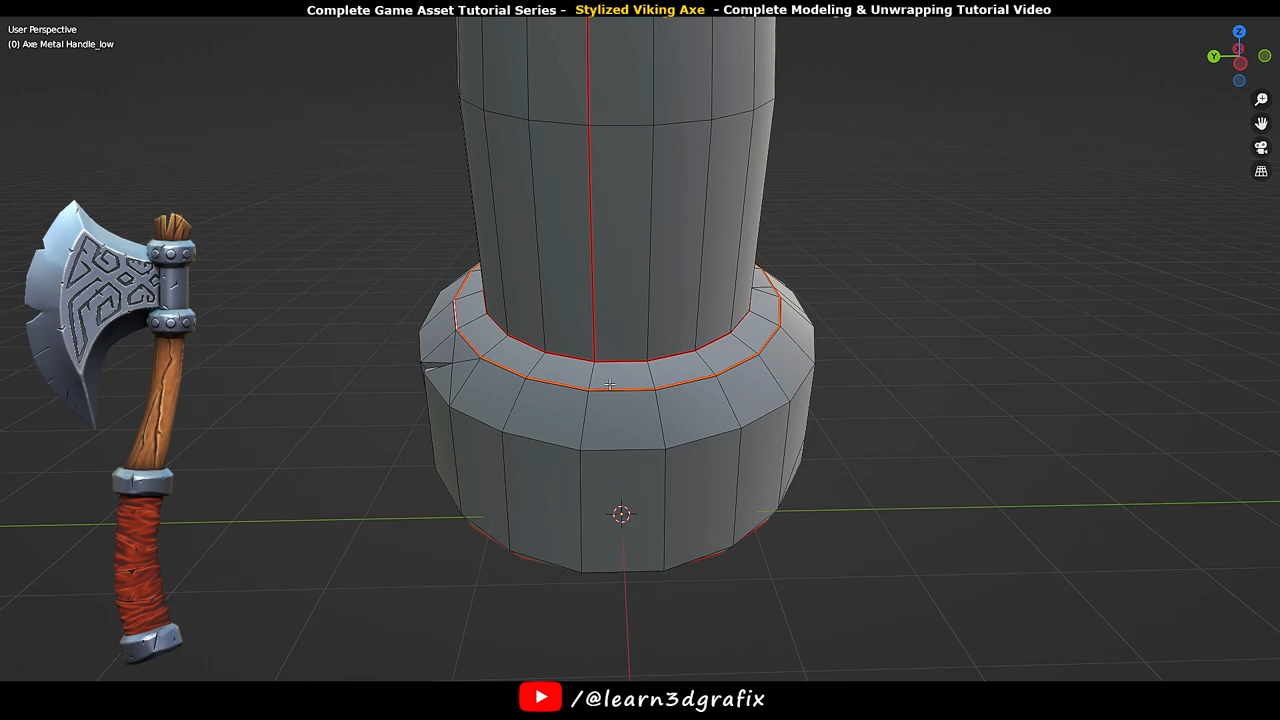 Complete Game Asset Tutorial Series - Stylized Viking Axe - Complete Modeling & Unwrapping Tutorial Video
User Perspective
(0) Axe Metal Handle_low
Z
Y
X
/@learn3dgrafix